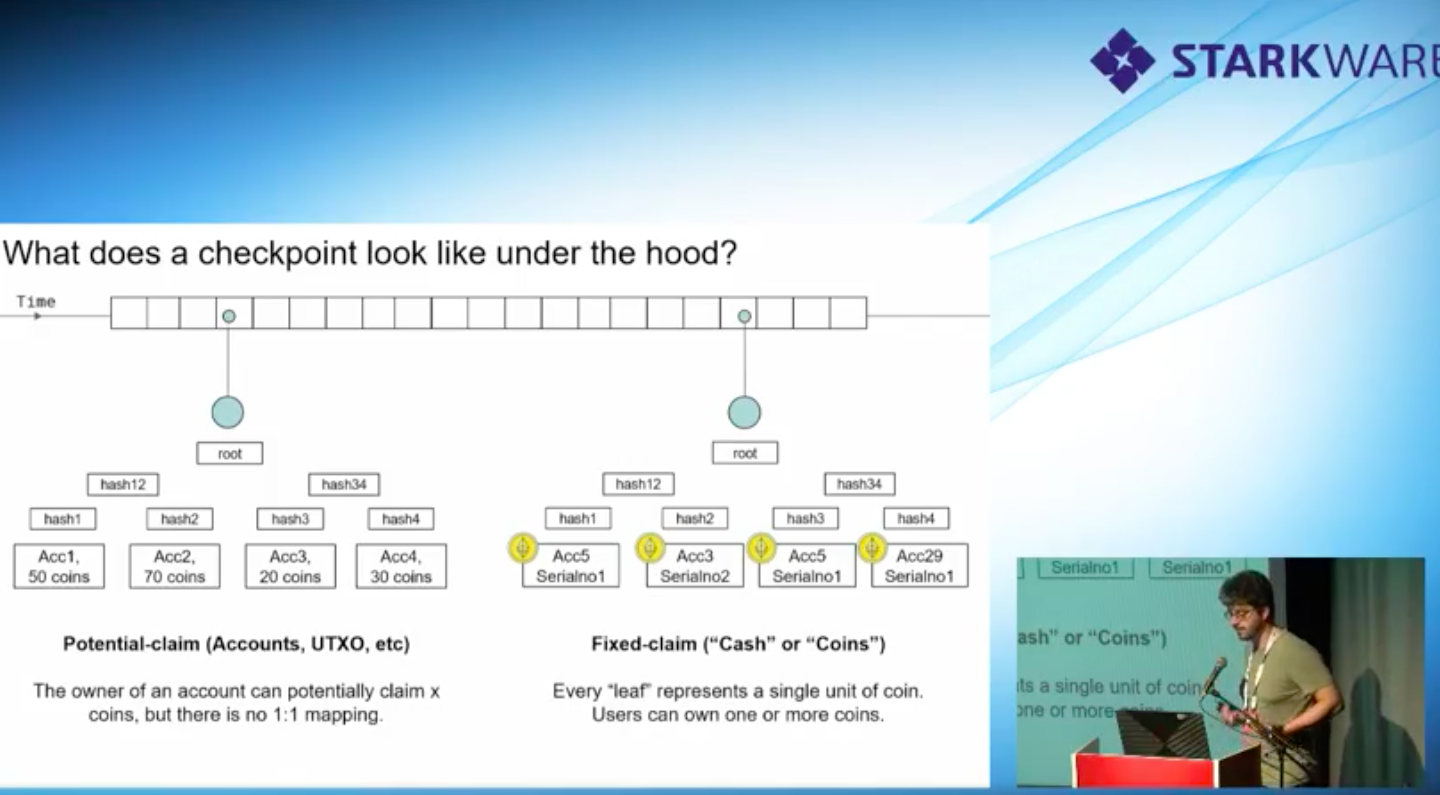 STARKWARE
What does a checkpoint look like under the hood?
Time
root
hash12
hash34
hash1
hash2
hash3
hash4
Acc1,
50 coins
Acc2,
70 coins
Acc3,
20 coins
Acc4,
30 coins
Potential-claim (Accounts, UTXO, etc)
The owner of an account can potentially claim x
coins, but there is no 1:1 mapping.
root
hash12
hash34
hash1
hash2
hash3
hash4
Acc5
Serialno1
Acc3
Serialno2
Acc5
Serialno1
Acc29
Serialno1
Fixed-claim (“Cash” or “Coins”)
Every “leaf” represents a single unit of coin.
Users can own one or more coins.
Serialno1
Serialno1
ash” or “Coins”)
ts a single unit of coin
one or more coins.